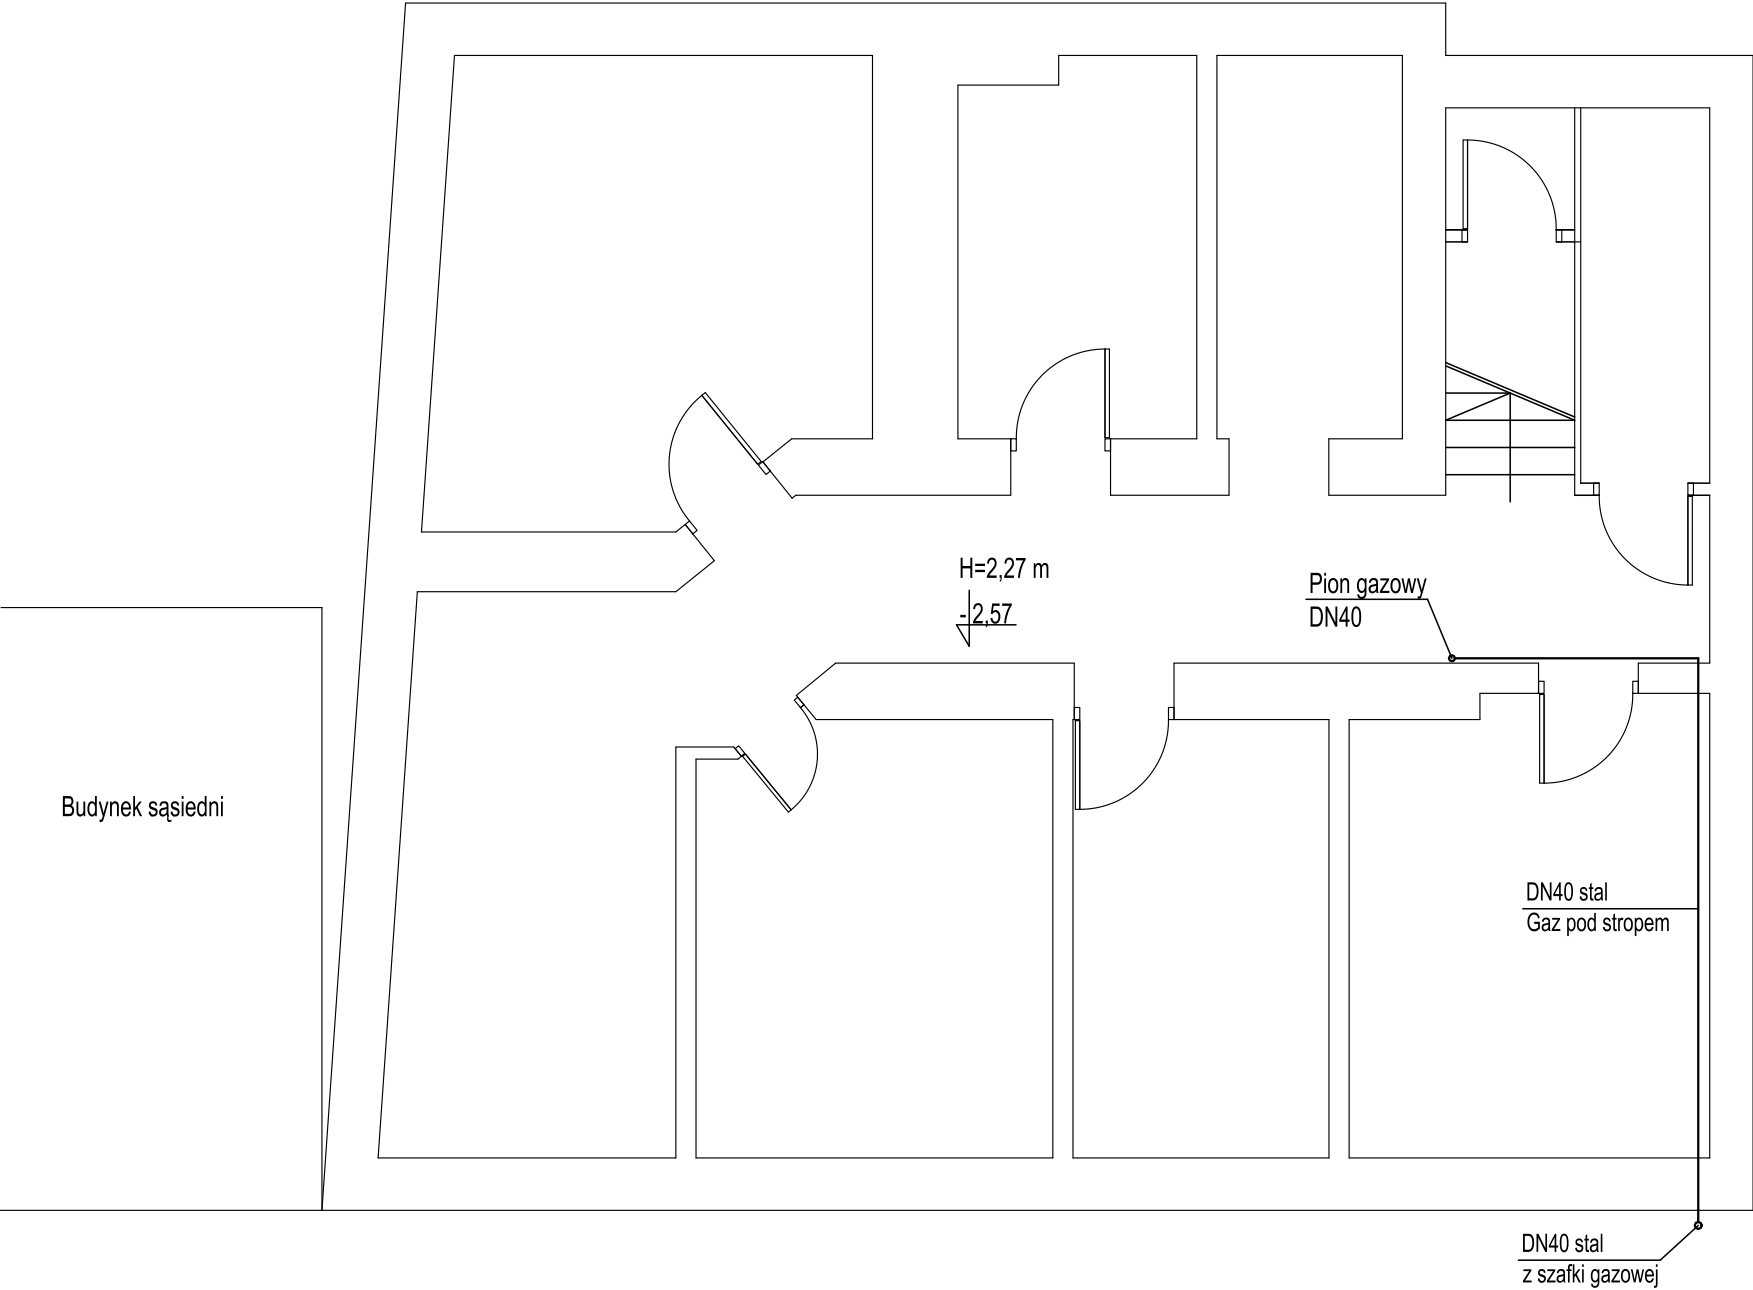 H=2,27 m
-2,57
Pion gazowy
DN40
Budynek sąsiedni
DN40 stal
Gaz pod stropem
DN40 stal
z szafki gazowej